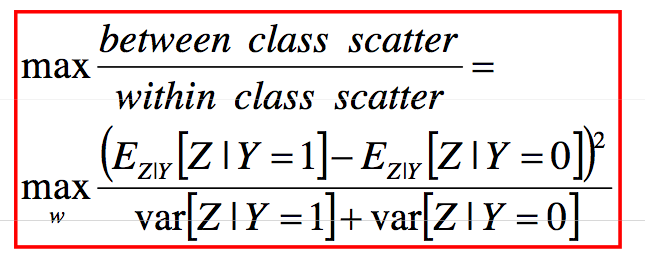 max between class scatter / within class scatter =
max_w (E_{Z|Y}[Z | Y = 1] − E_{Z|Y}[Z | Y = 0])² / var[Z | Y = 1] + var[Z | Y = 0]